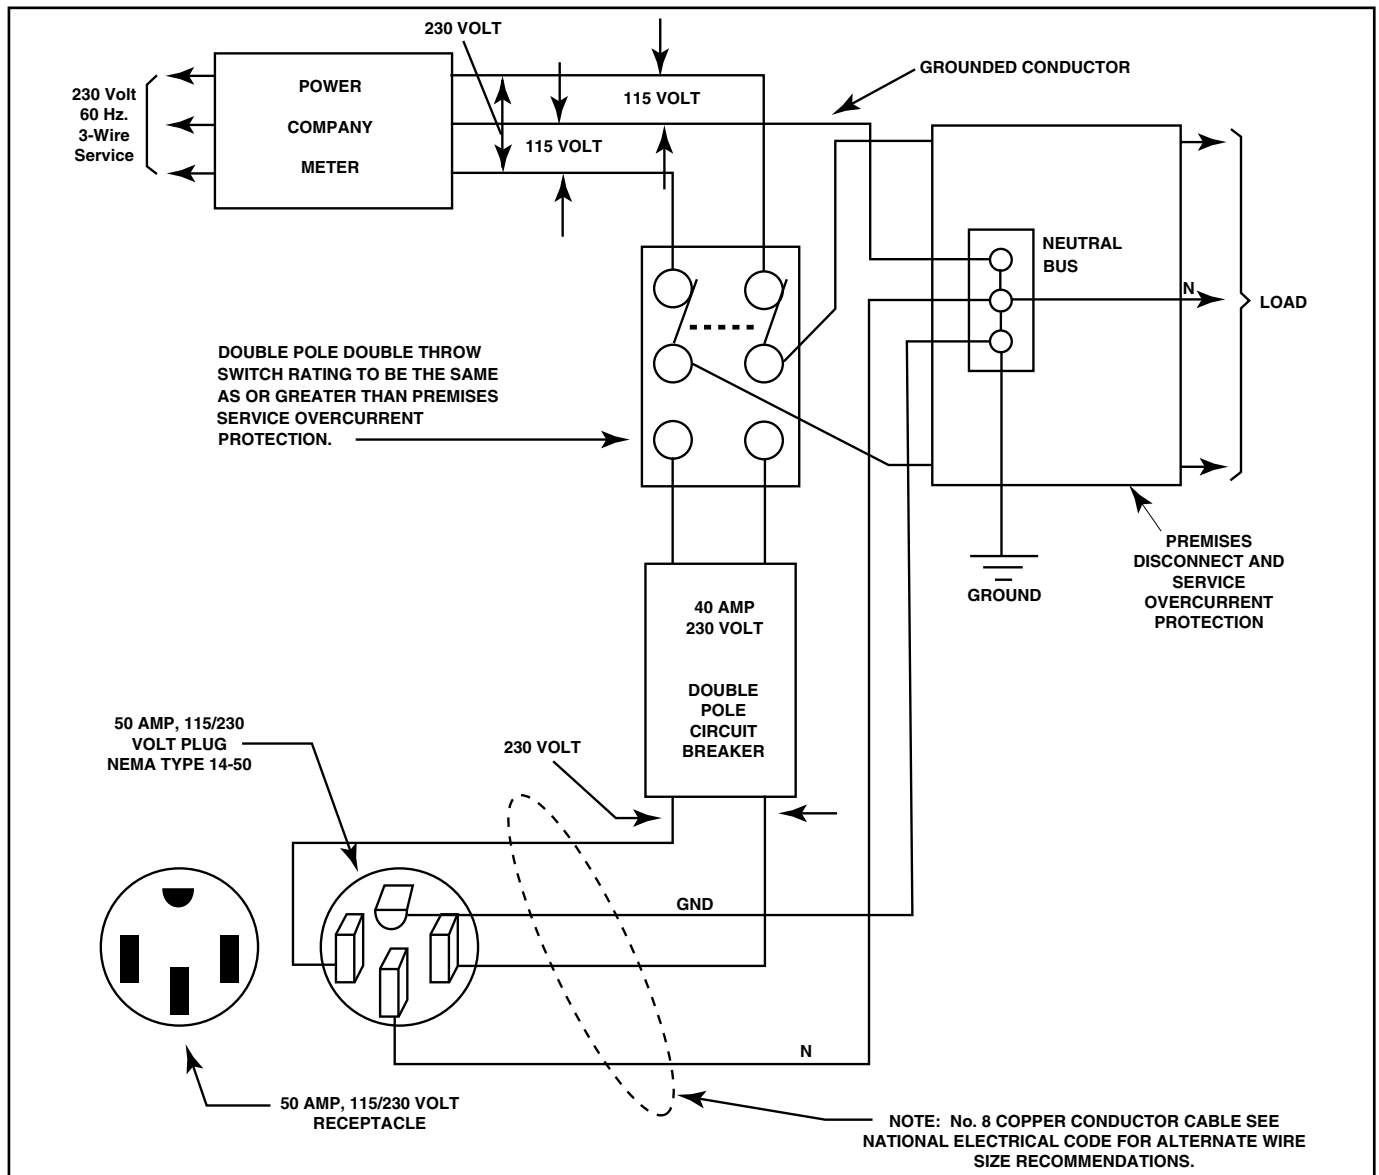 230 VOLT
GROUNDED CONDUCTOR
230 Volt
60 Hz.
3-Wire
Service
POWER
COMPANY
METER
115 VOLT
115 VOLT
NEUTRAL
BUS
N
LOAD
DOUBLE POLE DOUBLE THROW
SWITCH RATING TO BE THE SAME
AS OR GREATER THAN PREMISES
SERVICE OVERCURRENT
PROTECTION.
GROUND
PREMISES
DISCONNECT AND
SERVICE
OVERCURRENT
PROTECTION
40 AMP
230 VOLT
DOUBLE
POLE
CIRCUIT
BREAKER
50 AMP, 115/230
VOLT PLUG
NEMA TYPE 14-50
230 VOLT
GND
N
50 AMP, 115/230 VOLT
RECEPTACLE
NOTE: No. 8 COPPER CONDUCTOR CABLE SEE
NATIONAL ELECTRICAL CODE FOR ALTERNATE WIRE
SIZE RECOMMENDATIONS.